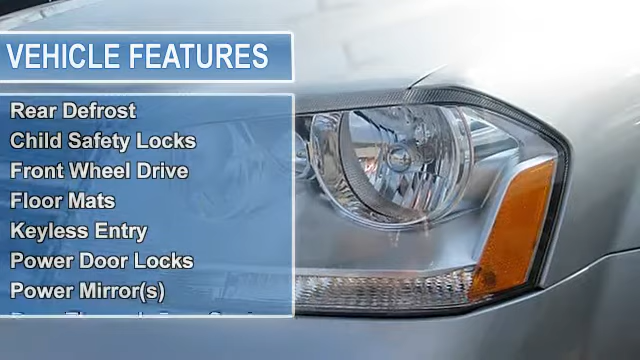 VEHICLE FEATURES
Rear Defrost
Child Safety Locks
Front Wheel Drive
Floor Mats
Keyless Entry
Power Door Locks
Power Mirror(s)